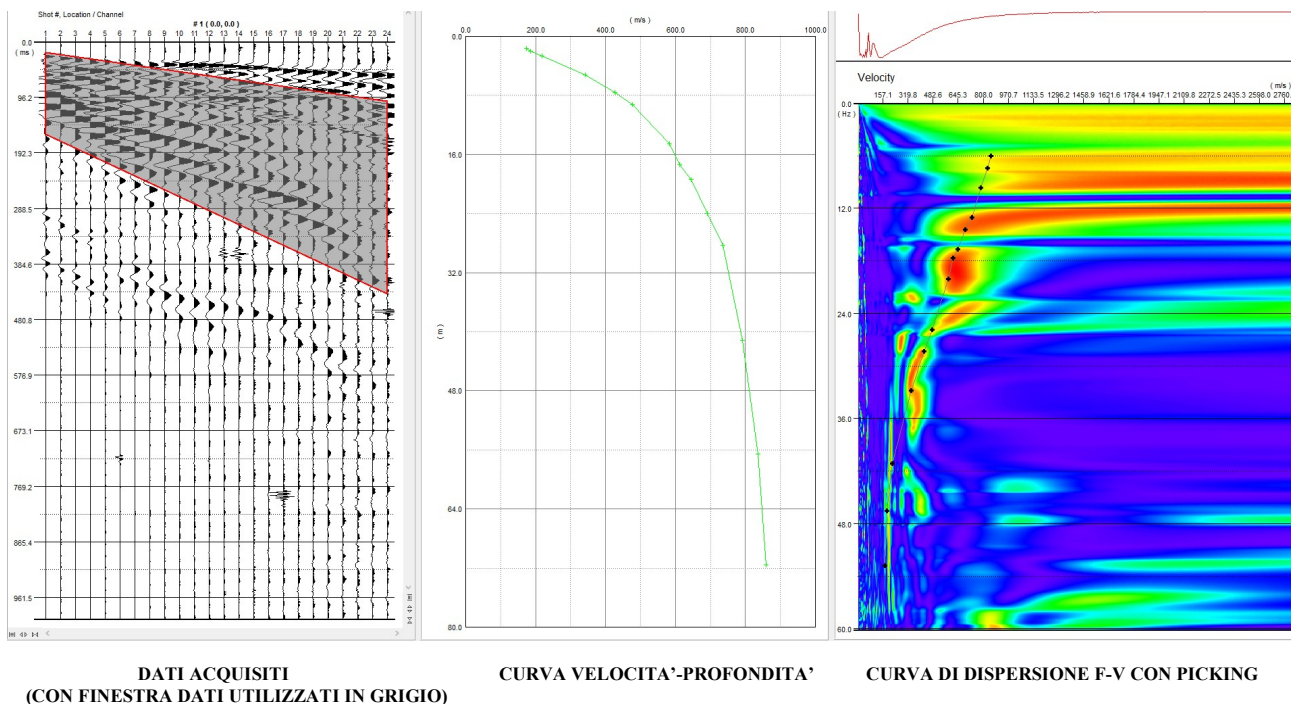 Shot #, Location / Channel
# 1 ( 0.0, 0.0 )
1 2 3 4 5 6 7 8 9 10 11 12 13 14 15 16 17 18 19 20 21 22 23 24
0.0
( ms )
96.2
192.3
288.5
384.6
480.8
576.9
673.1
769.2
865.4
961.5
( m/s )
0.0 200.0 400.0 600.0 800.0 1000.0
0.0
16.0
32.0
( m )
48.0
64.0
80.0
Velocity
( m/s )
157.1 319.8 482.6 645.3 808.0 970.7 1133.5 1296.2 1458.9 1621.6 1784.4 1947.1 2109.8 2272.5 2435.3 2598.0 2760.
0.0
( Hz )
12.0
24.0
36.0
48.0
60.0
DATI ACQUISITI
(CON FINESTRA DATI UTILIZZATI IN GRIGIO)
CURVA VELOCITA’-PROFONDITA’
CURVA DI DISPERSIONE F-V CON PICKING